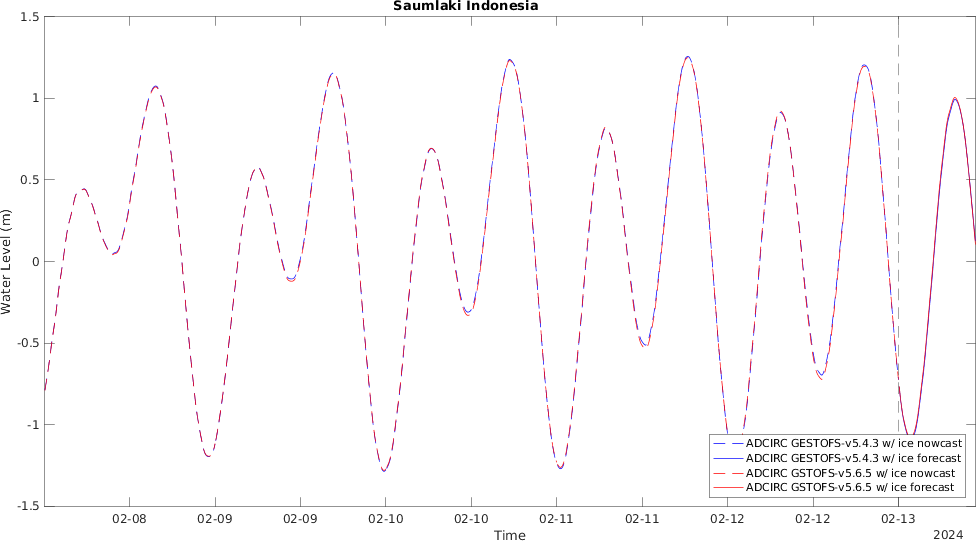 Saumlaki Indonesia
Water Level (m)
1.5
1
0.5
0
-0.5
-1
-1.5
02-08
02-09
02-09
02-10
02-10
02-11
02-11
02-12
02-12
02-13
Time
2024
ADCIRC GESTOFS-v5.4.3 w/ ice nowcast
ADCIRC GESTOFS-v5.4.3 w/ ice forecast
ADCIRC GSTOFS-v5.6.5 w/ ice nowcast
ADCIRC GSTOFS-v5.6.5 w/ ice forecast